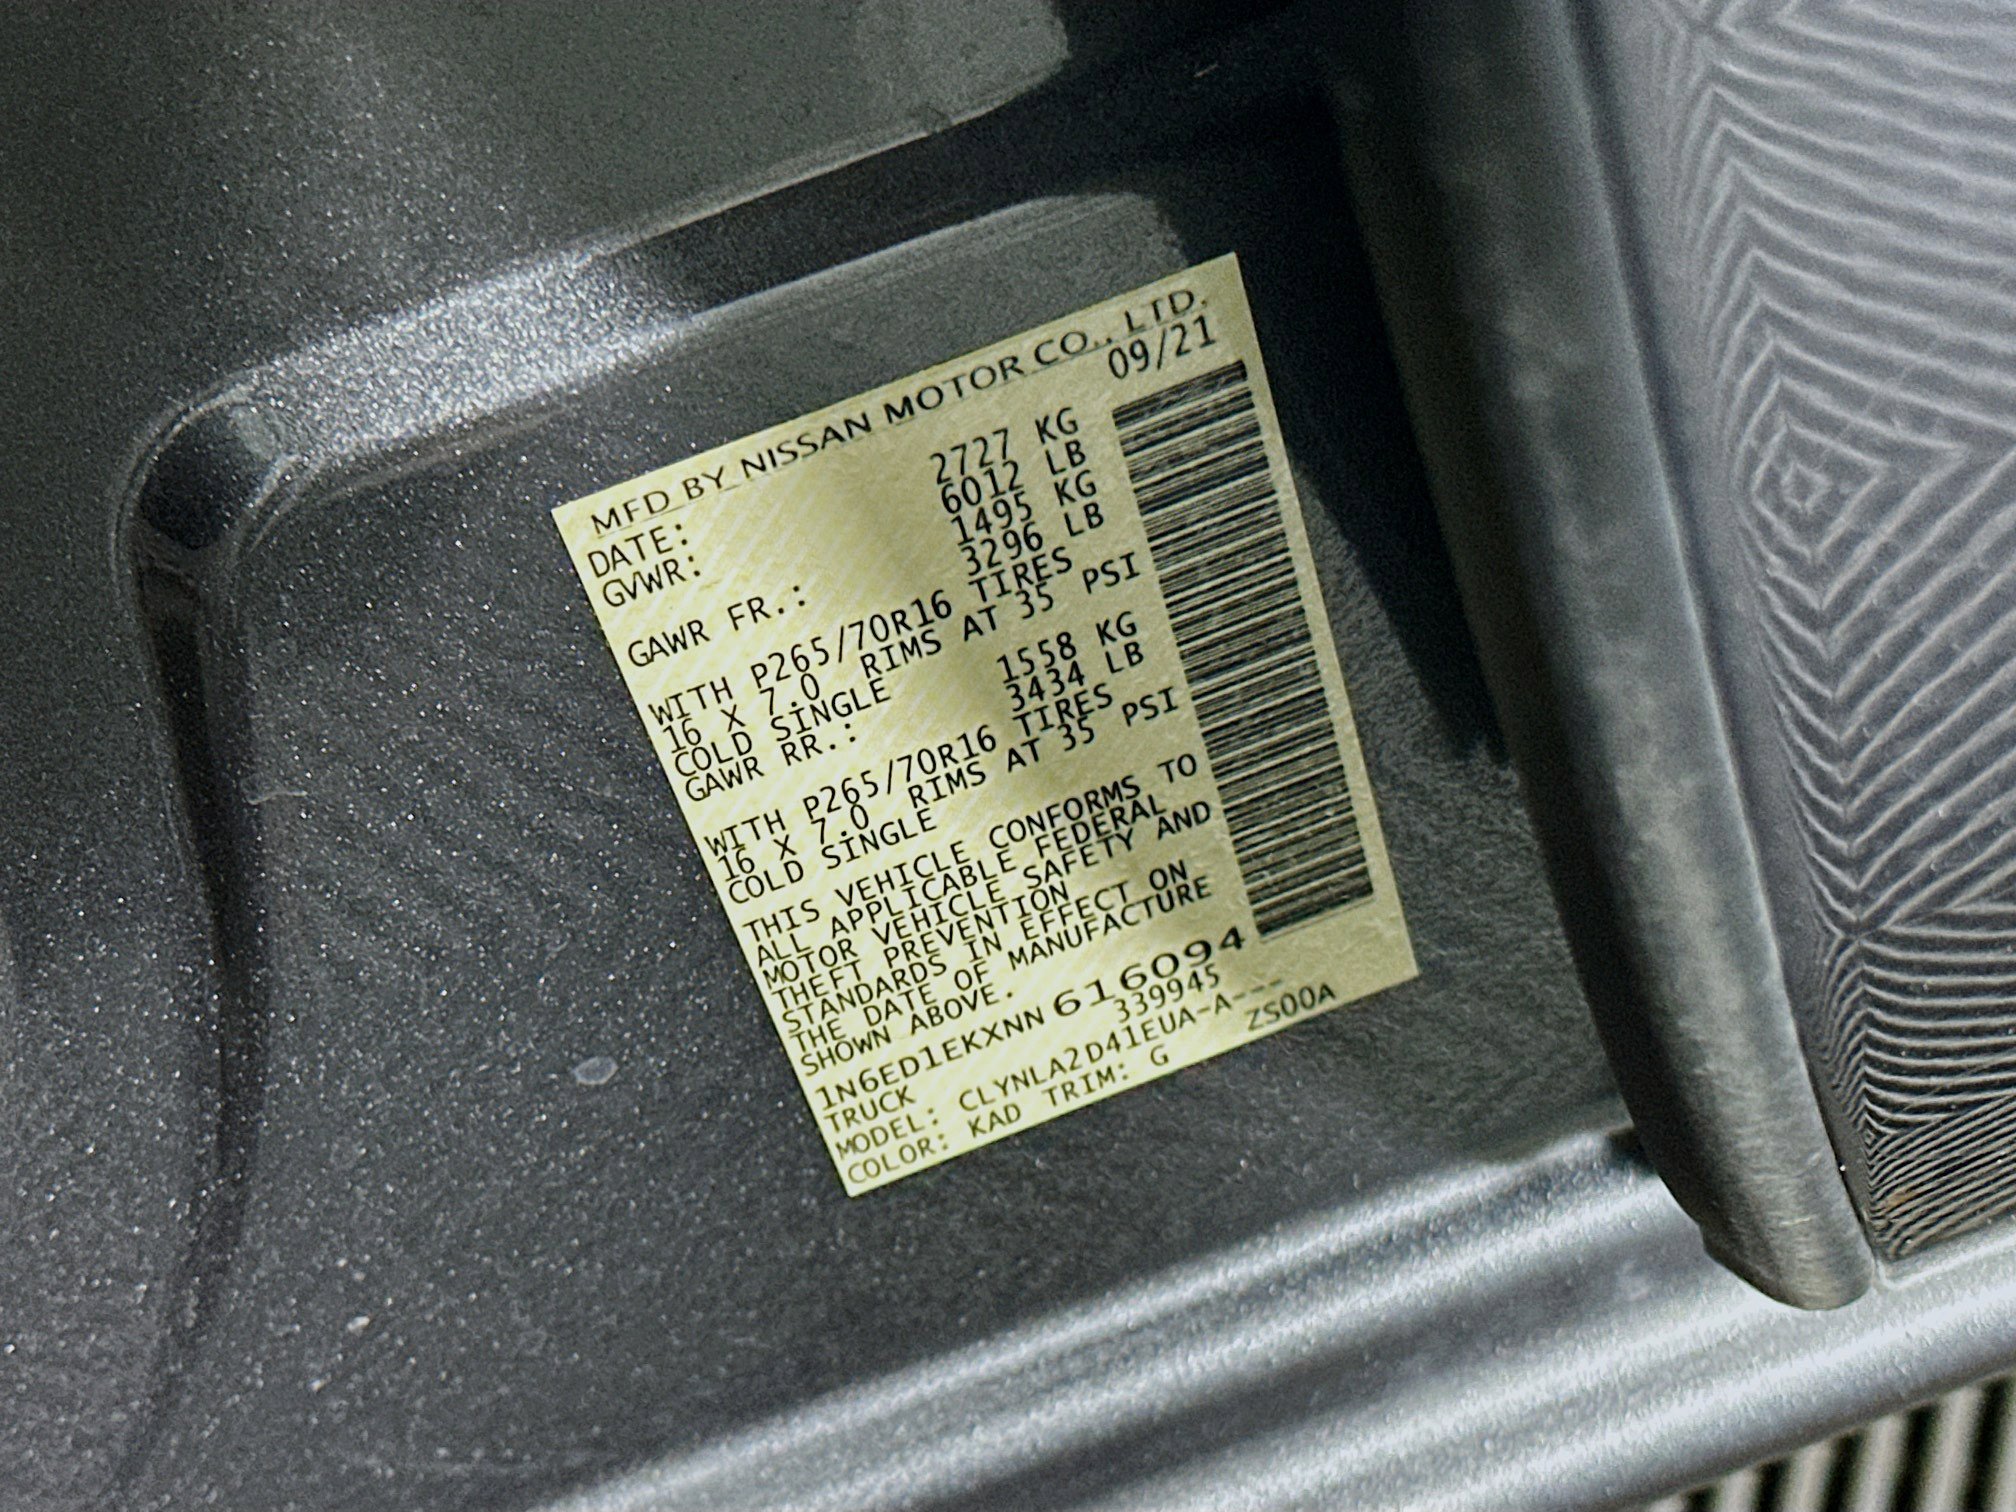 MFD BY NISSAN MOTOR CO., LTD.
DATE: 09/21
GVWR: 2727 KG
6012 LB
GAWR FR.: 1495 KG
3296 LB
WITH P265/70R16 TIRES
16 X 7.0 RIMS AT 35 PSI
COLD SINGLE
GAWR RR.: 1558 KG
3434 LB
WITH P265/70R16 TIRES
16 X 7.0 RIMS AT 35 PSI
COLD SINGLE
THIS VEHICLE CONFORMS TO
ALL APPLICABLE FEDERAL
MOTOR VEHICLE SAFETY AND
THEFT PREVENTION
STANDARDS IN EFFECT ON
THE DATE OF MANUFACTURE
SHOWN ABOVE.
1N6ED1EKXNN616094
TRUCK 339945
MODEL: CLYNLA2D41EUA-A---
COLOR: KAD TRIM: G ZS00A